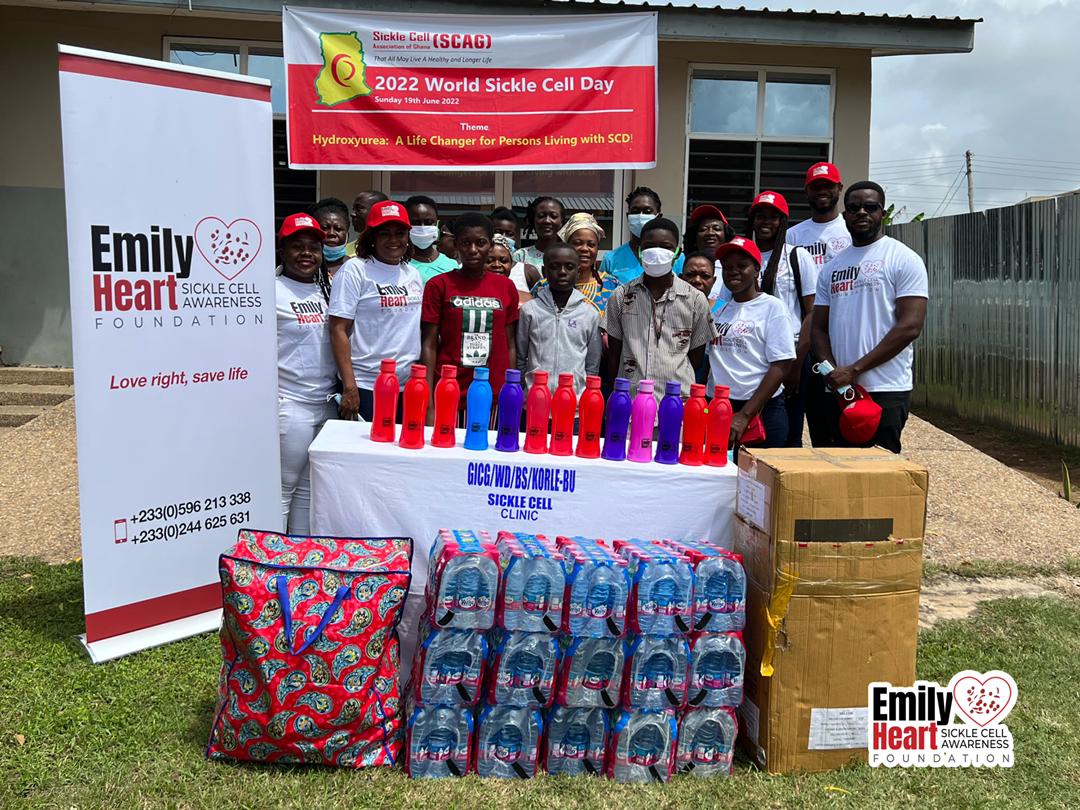 Sickle Cell
Association of Ghana (SCAG)
That All May Live A Healthy and Longer Life
2022 World Sickle Cell Day
Sunday 19th June 2022
Theme
Hydroxyurea: A Life Changer for Persons Living with SCD!
Emily
Heart SICKLE CELL
AWARENESS
FOUNDATION
Love right, save life
+233(0)596 213 338
+233(0)244 625 631
adidas
BRAND
Emily
Heart
GICG/WD/BS/KORLE-BU
SICKLE CELL
CLINIC
Emily
Heart SICKLE CELL
AWARENESS
FOUNDATION